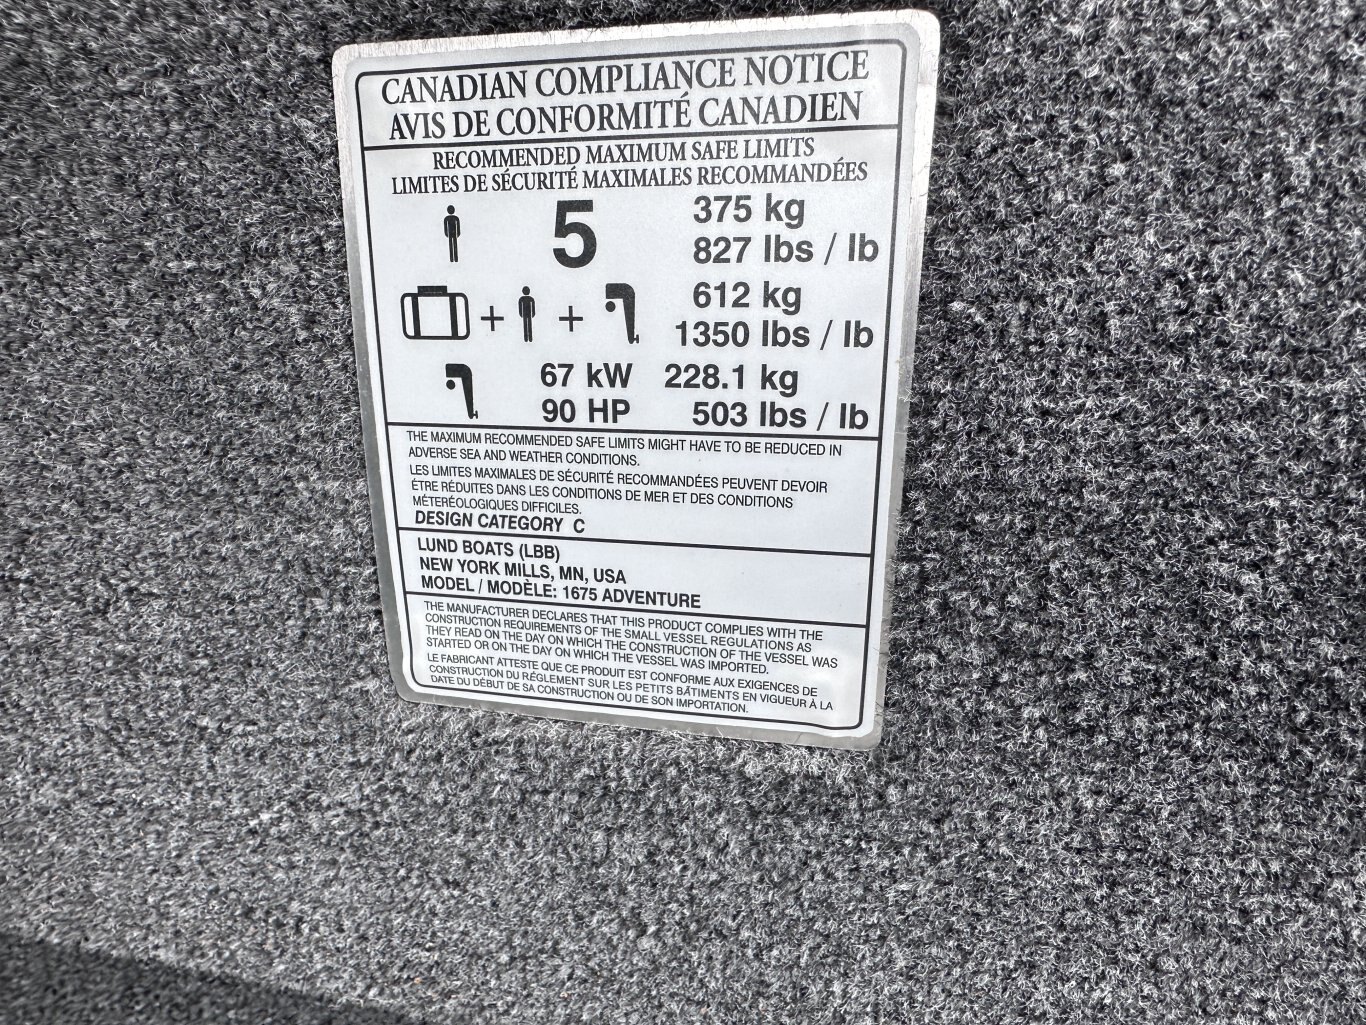 CANADIAN COMPLIANCE NOTICE
AVIS DE CONFORMITÉ CANADIEN
RECOMMENDED MAXIMUM SAFE LIMITS
LIMITES DE SÉCURITÉ MAXIMALES RECOMMANDÉES
5 375 kg
827 lbs / lb
+ + 612 kg
1350 lbs / lb
67 kW 228.1 kg
90 HP 503 lbs / lb
THE MAXIMUM RECOMMENDED SAFE LIMITS MIGHT HAVE TO BE REDUCED IN
ADVERSE SEA AND WEATHER CONDITIONS.
LES LIMITES MAXIMALES DE SÉCURITÉ RECOMMANDÉES PEUVENT DEVOIR
ÉTRE RÉDUITES DANS LES CONDITIONS DE MER ET DES CONDITIONS
MÉTERÉOLOGIQUES DIFFICILES.
DESIGN CATEGORY C
LUND BOATS (LBB)
NEW YORK MILLS, MN, USA
MODEL / MODÈLE: 1675 ADVENTURE
THE MANUFACTURER DECLARES THAT THIS PRODUCT COMPLIES WITH THE
CONSTRUCTION REQUIREMENTS OF THE SMALL VESSEL REGULATIONS AS
THEY READ ON THE DAY ON WHICH THE CONSTRUCTION OF THE VESSEL WAS
STARTED OR ON THE DAY ON WHICH THE VESSEL WAS IMPORTED.
LE FABRICANT ATTESTE QUE CE PRODUIT EST CONFORME AUX EXIGENCES DE
CONSTRUCTION DU RÉGLEMENT SUR LES PETITS BÂTIMENTS EN VIGUEUR À LA
DATE DU DÉBUT DE SA CONSTRUCTION OU DE SON IMPORTATION.